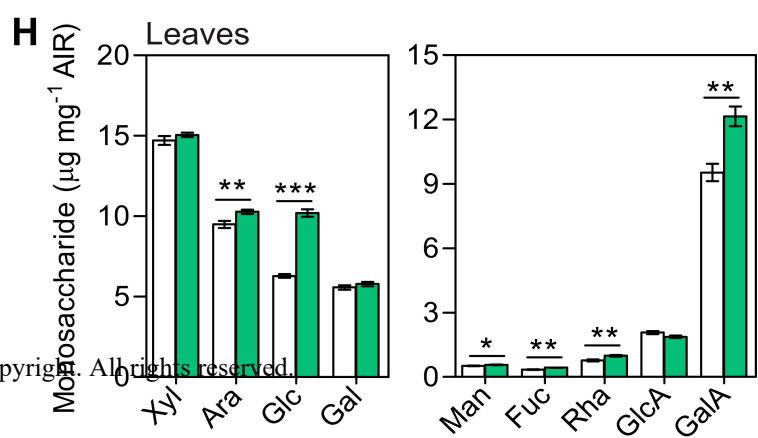 H
Leaves
Monosaccharide (µg mg⁻¹ AIR)
20
15
10
5
0
** ***
Xyl Ara Glc Gal
15
12
9
6
3
0
* ** ** **
Man Fuc Rha GlcA GalA
pyright. All rights reserved.